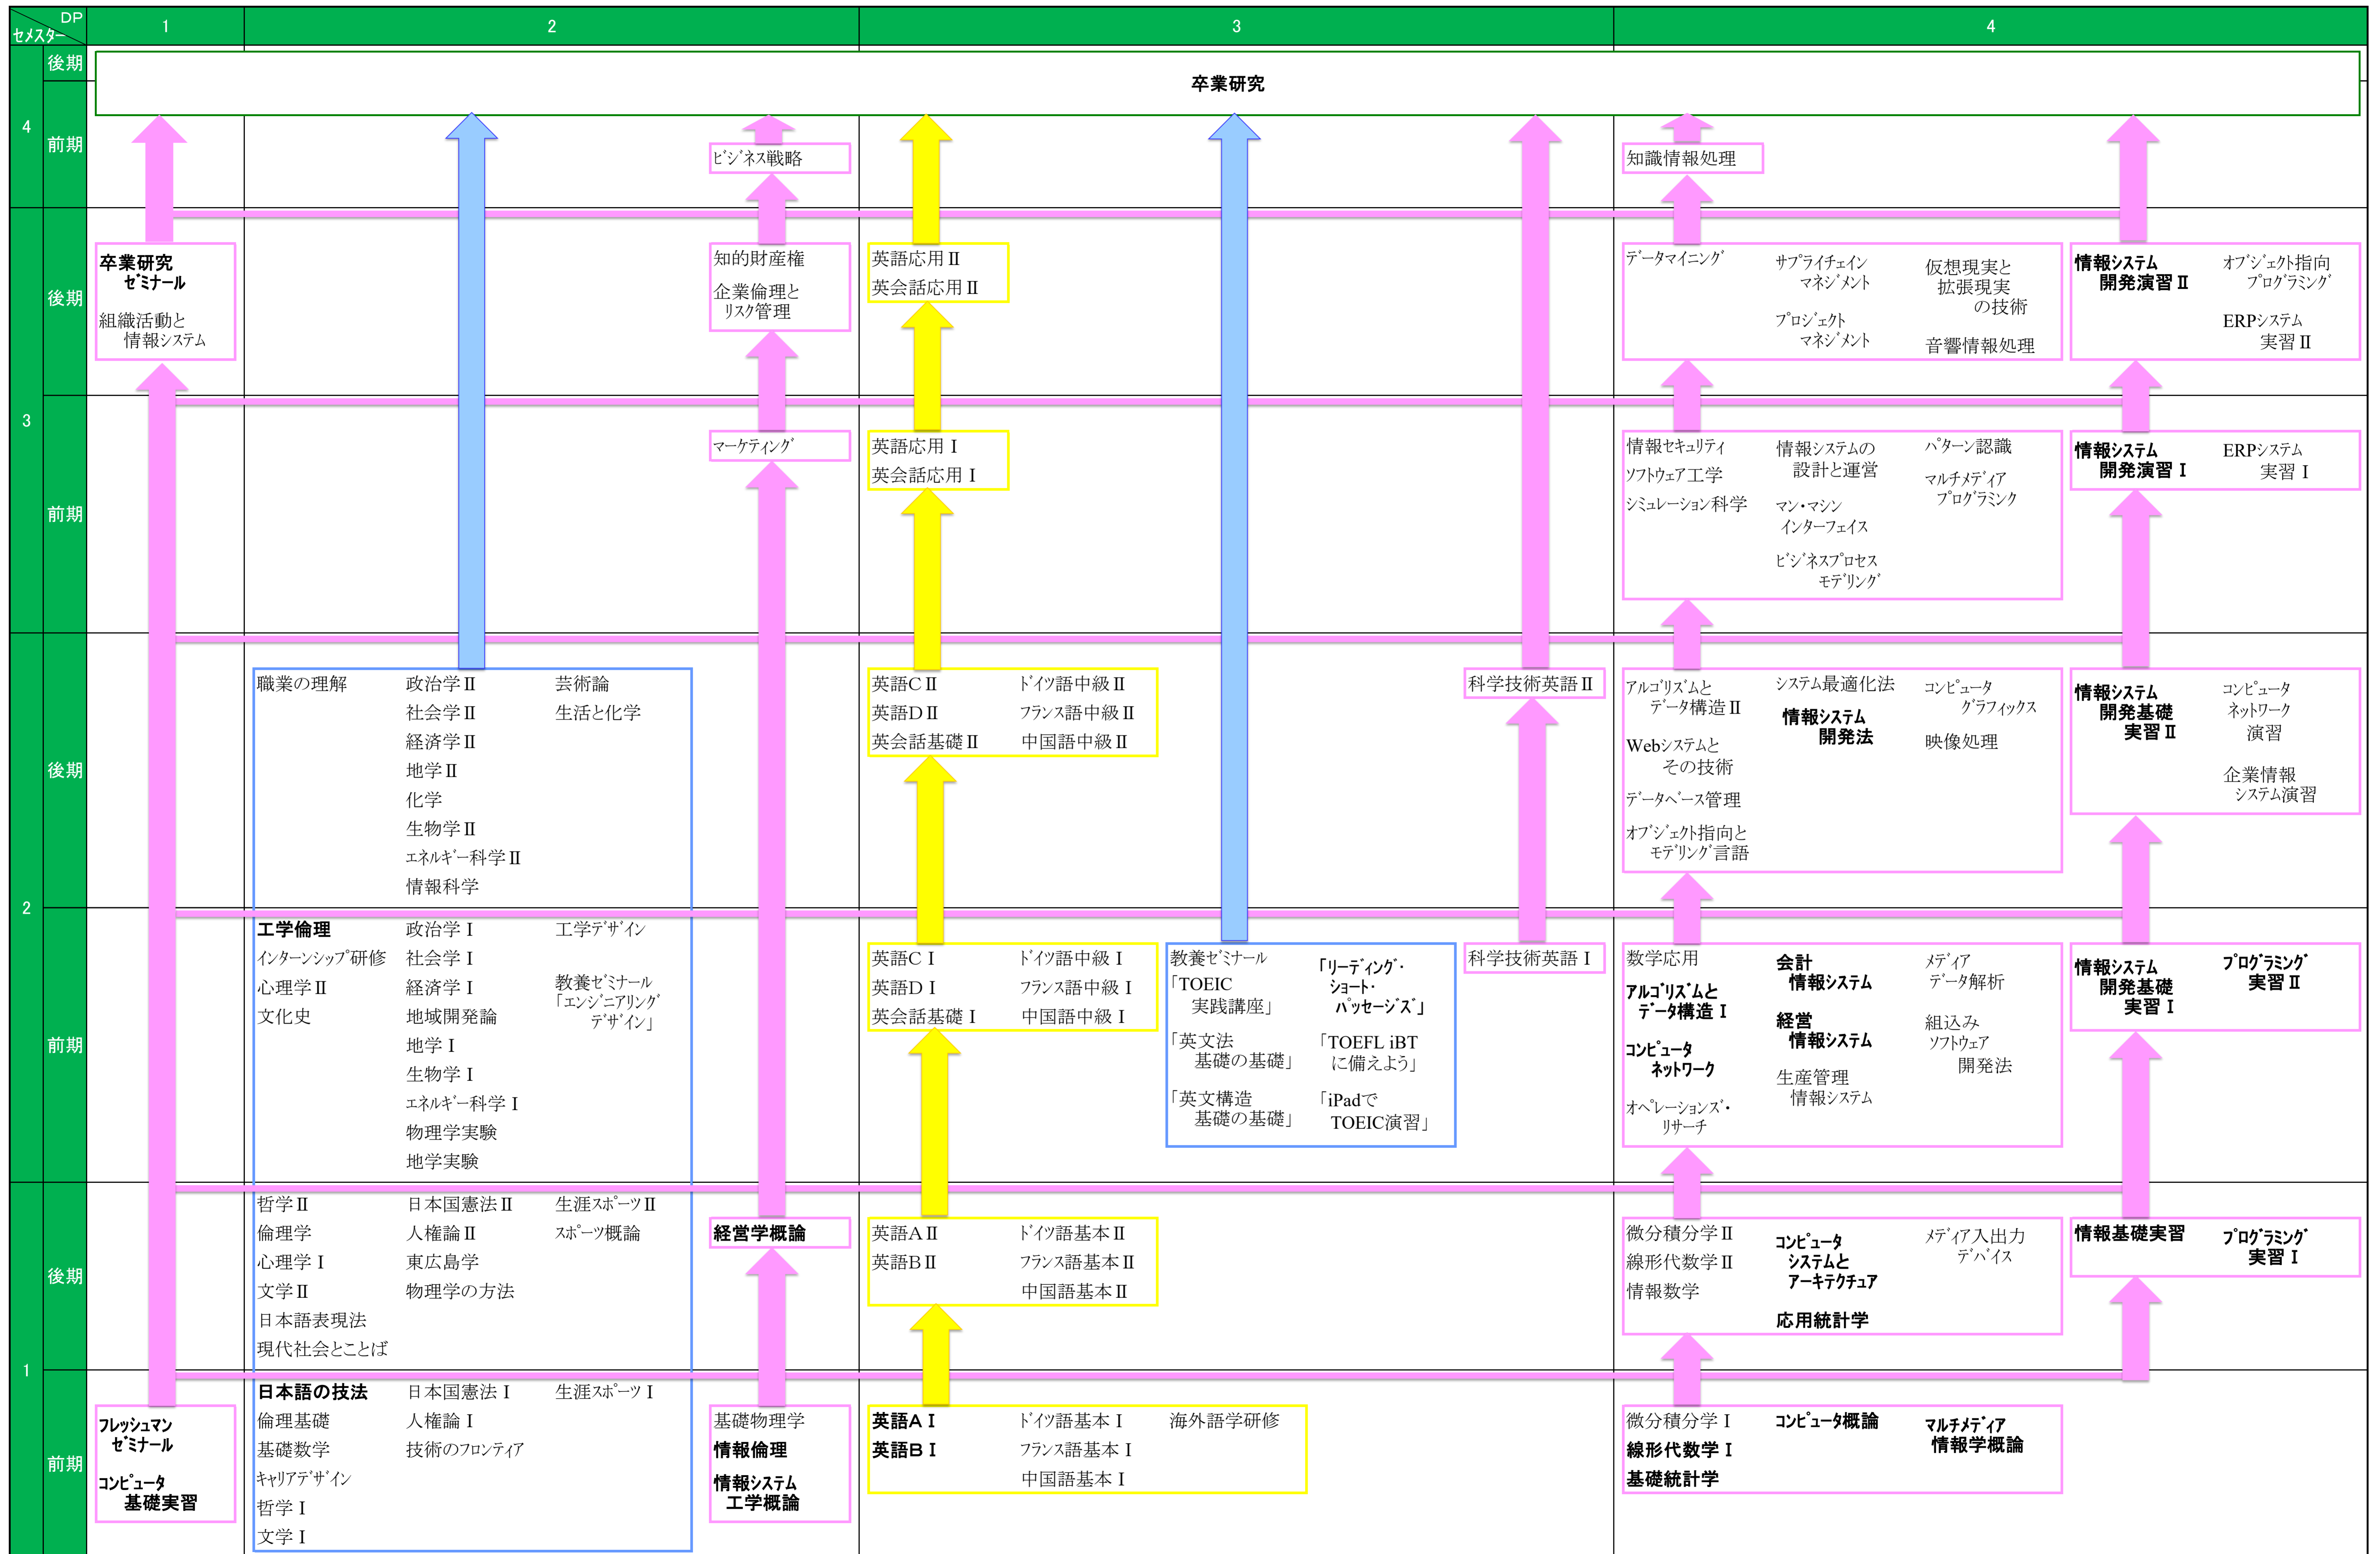 DP
セメスター
1
2
3
4
4
後期
卒業研究
前期
ビジネス戦略
知識情報処理
3
後期
卒業研究
ゼミナール
組織活動と
情報システム
知的財産権
企業倫理と
リスク管理
英語応用Ⅱ
英会話応用Ⅱ
データマイニング
サプライチェイン
マネジメント
プロジェクト
マネジメント
仮想現実と
拡張現実
の技術
音響情報処理
情報システム
開発演習Ⅱ
オブジェクト指向
プログラミング
ERPシステム
実習Ⅱ
前期
マーケティング
英語応用Ⅰ
英会話応用Ⅰ
情報セキュリティ
ソフトウェア工学
シミュレーション科学
情報システムの
設計と運営
マン・マシン
インターフェイス
ビジネスプロセス
モデリング
パターン認識
マルチメディア
プログラミンク
情報システム
開発演習Ⅰ
ERPシステム
実習Ⅰ
2
後期
職業の理解
政治学Ⅱ
社会学Ⅱ
経済学Ⅱ
地学Ⅱ
化学
生物学Ⅱ
エネルギー科学Ⅱ
情報科学
芸術論
生活と化学
英語CⅡ
英語DⅡ
英会話基礎Ⅱ
ドイツ語中級Ⅱ
フランス語中級Ⅱ
中国語中級Ⅱ
科学技術英語Ⅱ
アルゴリズムと
データ構造Ⅱ
Webシステムと
その技術
データベース管理
オブジェクト指向と
モデリング言語
システム最適化法
情報システム
開発法
コンピュータ
グラフィックス
映像処理
情報システム
開発基礎
実習Ⅱ
コンピュータ
ネットワーク
演習
企業情報
システム演習
前期
工学倫理
インターンシップ研修
心理学Ⅱ
文化史
政治学Ⅰ
社会学Ⅰ
経済学Ⅰ
地域開発論
地学Ⅰ
生物学Ⅰ
エネルギー科学Ⅰ
物理学実験
地学実験
工学デザイン
教養ゼミナール
「エンジニアリング
デザイン」
英語CⅠ
英語DⅠ
英会話基礎Ⅰ
ドイツ語中級Ⅰ
フランス語中級Ⅰ
中国語中級Ⅰ
教養ゼミナール
「TOEIC
実践講座」
「英文法
基礎の基礎」
「英文構造
基礎の基礎」
「リーディング・
ショート・
パッセージズ」
「TOEFL iBT
に備えよう」
「iPadで
TOEIC演習」
科学技術英語Ⅰ
数学応用
アルゴリズムと
データ構造Ⅰ
コンピュータ
ネットワーク
オペレーションズ・
リサーチ
会計
情報システム
経営
情報システム
生産管理
情報システム
メディア
データ解析
組込み
ソフトウェア
開発法
情報システム
開発基礎
実習Ⅰ
プログラミング
実習Ⅱ
1
後期
哲学Ⅱ
倫理学
心理学Ⅰ
文学Ⅱ
日本語表現法
現代社会とことば
日本国憲法Ⅱ
人権論Ⅱ
東広島学
物理学の方法
生涯スポーツⅡ
スポーツ概論
経営学概論
英語AⅡ
英語BⅡ
ドイツ語基本Ⅱ
フランス語基本Ⅱ
中国語基本Ⅱ
微分積分学Ⅱ
線形代数学Ⅱ
情報数学
コンピュータ
システムと
アーキテクチュア
応用統計学
メディア入出力
デバイス
情報基礎実習
プログラミング
実習Ⅰ
前期
フレッシュマン
ゼミナール
コンピュータ
基礎実習
日本語の技法
倫理基礎
基礎数学
キャリアデザイン
哲学Ⅰ
文学Ⅰ
日本国憲法Ⅰ
人権論Ⅰ
技術のフロンティア
生涯スポーツⅠ
基礎物理学
情報倫理
情報システム
工学概論
英語AⅠ
英語BⅠ
ドイツ語基本Ⅰ
フランス語基本Ⅰ
中国語基本Ⅰ
海外語学研修
微分積分学Ⅰ
線形代数学Ⅰ
基礎統計学
コンピュータ概論
マルチメディア
情報学概論